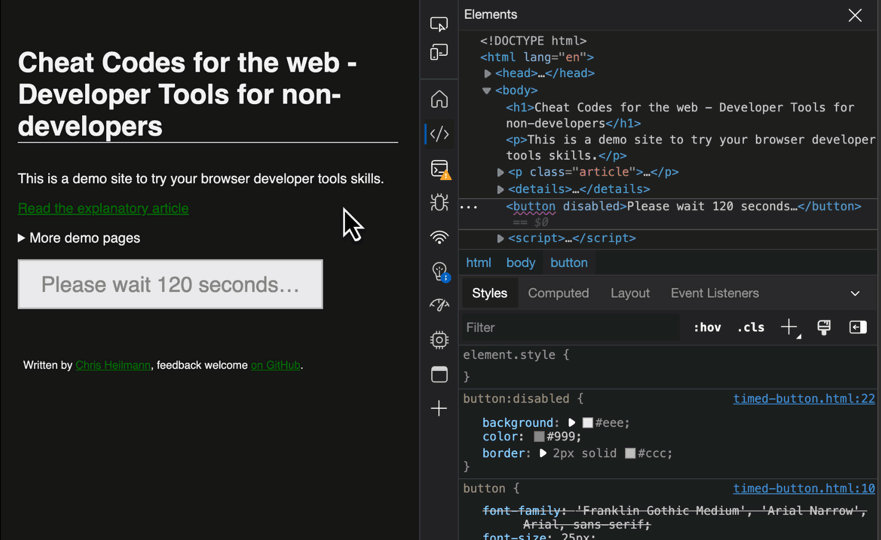 Cheat Codes for the web -
Developer Tools for non-
developers
This is a demo site to try your browser developer tools skills.
Read the explanatory article
More demo pages
Please wait 120 seconds...
Written by Chris Heilmann, feedback welcome on GitHub.
Elements
<!DOCTYPE html>
<html lang="en">
<head>…</head>
<body>
<h1>Cheat Codes for the web – Developer Tools for
non-developers</h1>
<p>This is a demo site to try your browser developer
tools skills.</p>
<p class="article">…</p>
<details>…</details>
<button disabled>Please wait 120 seconds…</button>
== $0
<script>…</script>
html body button
Styles Computed Layout Event Listeners
Filter :hov .cls
element.style {
}
button:disabled { timed-button.html:22
background: #eee;
color: #999;
border: 2px solid #ccc;
}
button { timed-button.html:10
font-family: 'Franklin Gothic Medium', 'Arial Narrow',
Arial, sans-serif;
font-size: 25px;